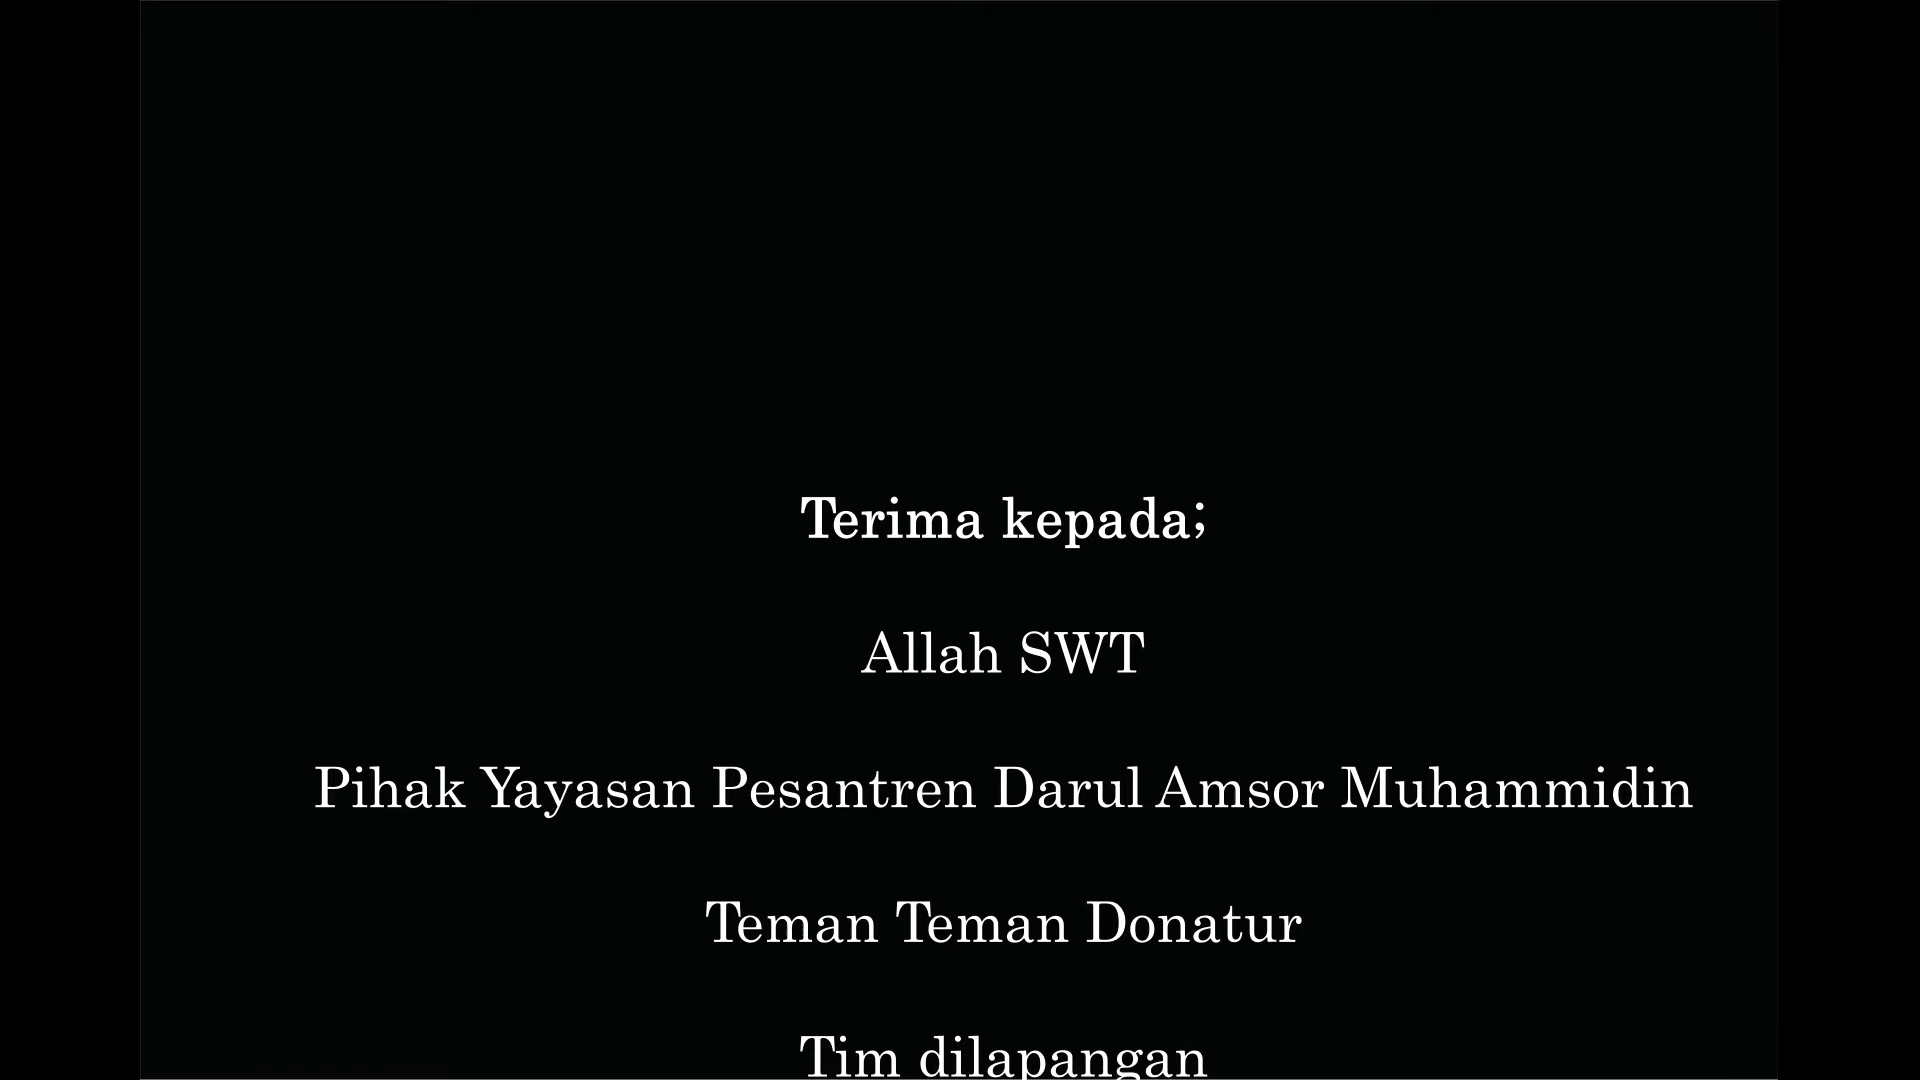 Terima kepada;
Allah SWT
Pihak Yayasan Pesantren Darul Amsor Muhammidin
Teman Teman Donatur
Tim dilapangan